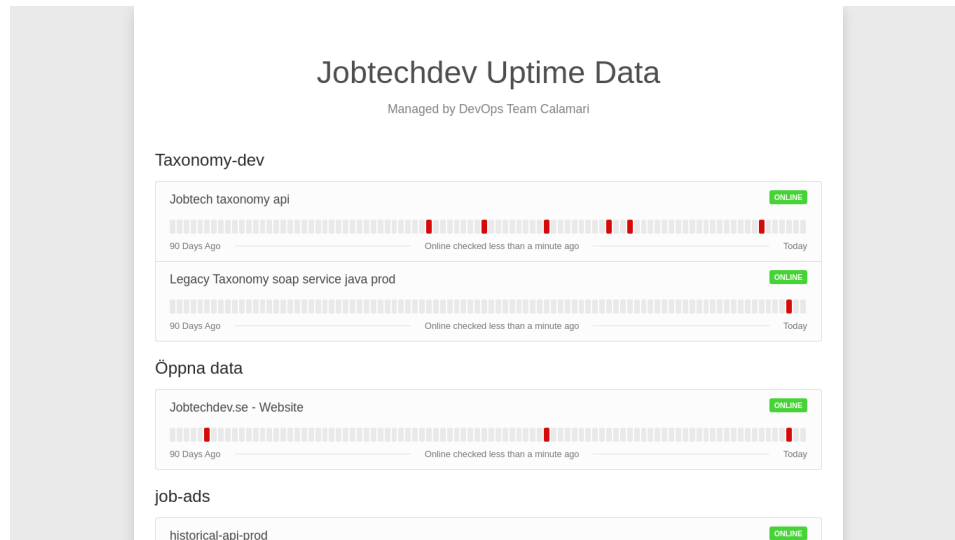 Jobtechdev Uptime Data
Managed by DevOps Team Calamari
Taxonomy-dev
Jobtech taxonomy api
ONLINE
90 Days Ago
Online checked less than a minute ago
Today
Legacy Taxonomy soap service java prod
ONLINE
90 Days Ago
Online checked less than a minute ago
Today
Öppna data
Jobtechdev.se - Website
ONLINE
90 Days Ago
Online checked less than a minute ago
Today
job-ads
historical-api-prod
ONLINE